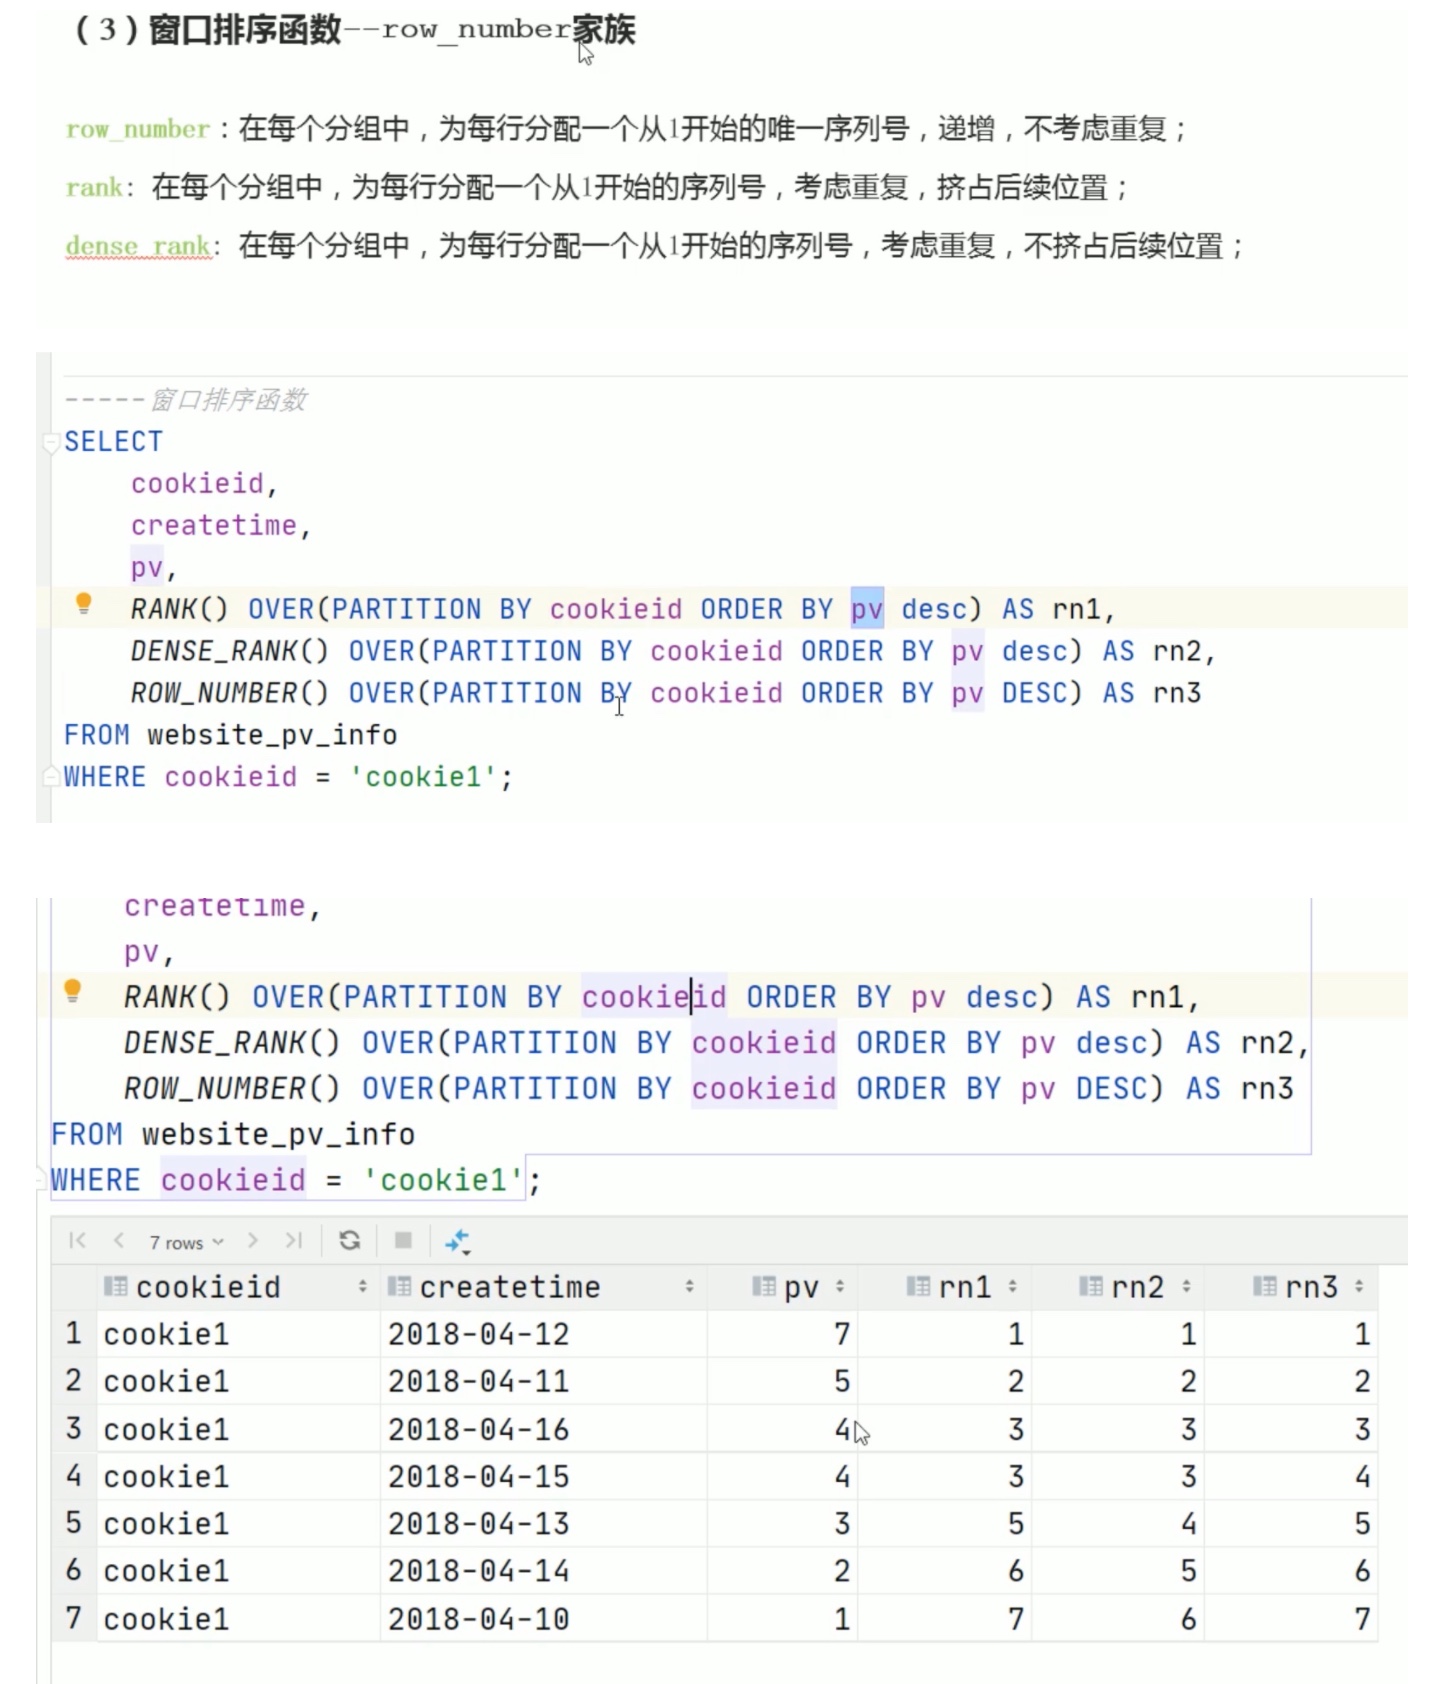 （3）窗口排序函数--row_number家族
row_number：在每个分组中，为每行分配一个从1开始的唯一序列号，递增，不考虑重复；
rank: 在每个分组中，为每行分配一个从1开始的序列号，考虑重复，挤占后续位置；
dense_rank: 在每个分组中，为每行分配一个从1开始的序列号，考虑重复，不挤占后续位置；
-----窗口排序函数
SELECT
cookieid,
createtime,
pv,
RANK() OVER(PARTITION BY cookieid ORDER BY pv desc) AS rn1,
DENSE_RANK() OVER(PARTITION BY cookieid ORDER BY pv desc) AS rn2,
ROW_NUMBER() OVER(PARTITION BY cookieid ORDER BY pv DESC) AS rn3
FROM website_pv_info
WHERE cookieid = 'cookie1';
createtime,
pv,
RANK() OVER(PARTITION BY cookieid ORDER BY pv desc) AS rn1,
DENSE_RANK() OVER(PARTITION BY cookieid ORDER BY pv desc) AS rn2,
ROW_NUMBER() OVER(PARTITION BY cookieid ORDER BY pv DESC) AS rn3
FROM website_pv_info
WHERE cookieid = 'cookie1';
7 rows
cookieid createtime pv rn1 rn2 rn3
1 cookie1 2018-04-12 7 1 1 1
2 cookie1 2018-04-11 5 2 2 2
3 cookie1 2018-04-16 4 3 3 3
4 cookie1 2018-04-15 4 3 3 4
5 cookie1 2018-04-13 3 5 4 5
6 cookie1 2018-04-14 2 6 5 6
7 cookie1 2018-04-10 1 7 6 7